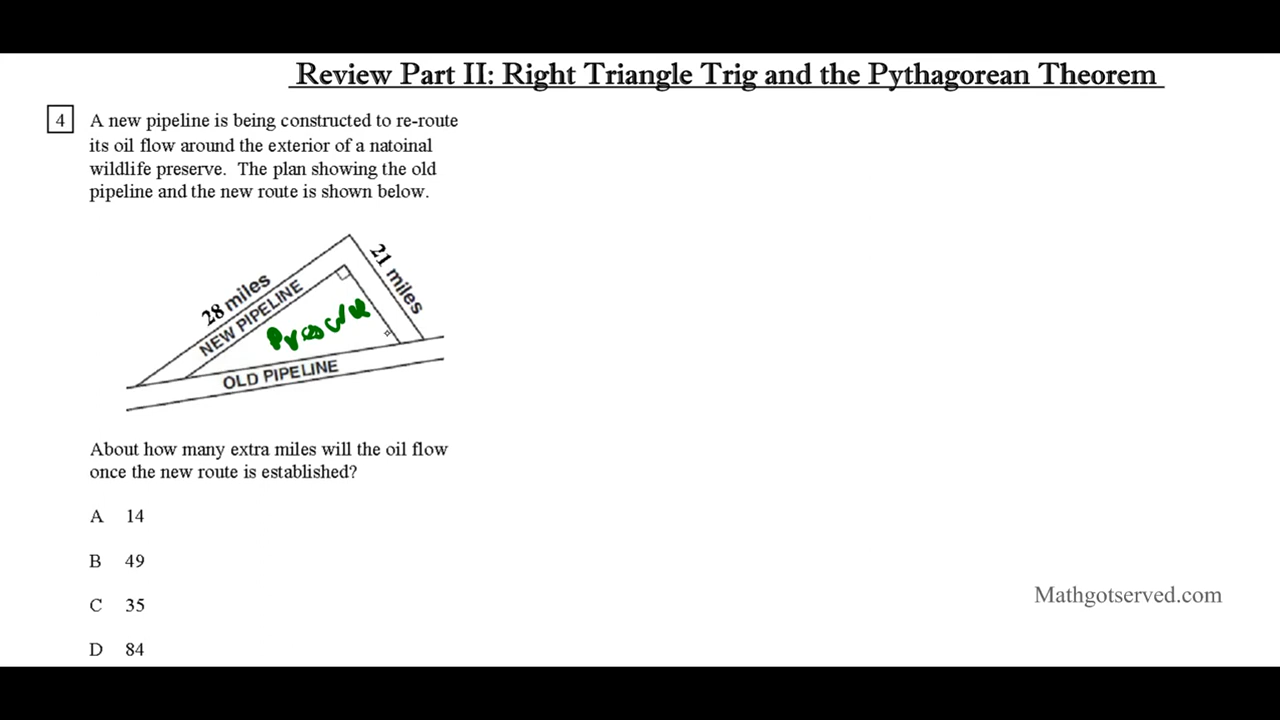 Review Part II: Right Triangle Trig and the Pythagorean Theorem
4 A new pipeline is being constructed to re-route
its oil flow around the exterior of a natoinal
wildlife preserve. The plan showing the old
pipeline and the new route is shown below.
28 miles
21 miles
NEW PIPELINE
Preserve
OLD PIPELINE
About how many extra miles will the oil flow
once the new route is established?
A 14
B 49
C 35
D 84
Mathgotserved.com